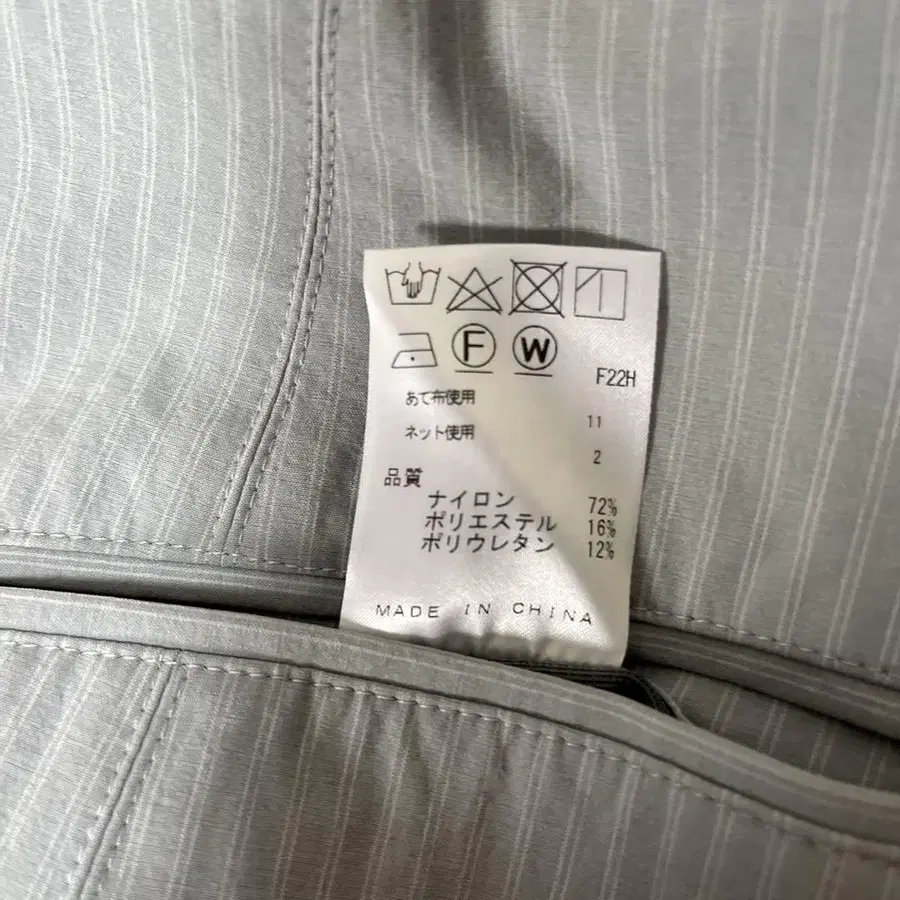 F W
F22H
あて布使用
11
ネット使用
2
品質
ナイロン 72%
ポリエステル 16%
ポリウレタン 12%
MADE IN CHINA